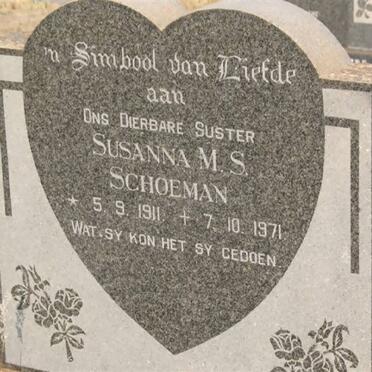 'n Simbool van Liefde
aan
ONS DIERBARE SUSTER
SUSANNA M. S.
SCHOEMAN
* 5. 9. 1911 + 7. 10. 1971
WAT SY KON HET SY GEDOEN